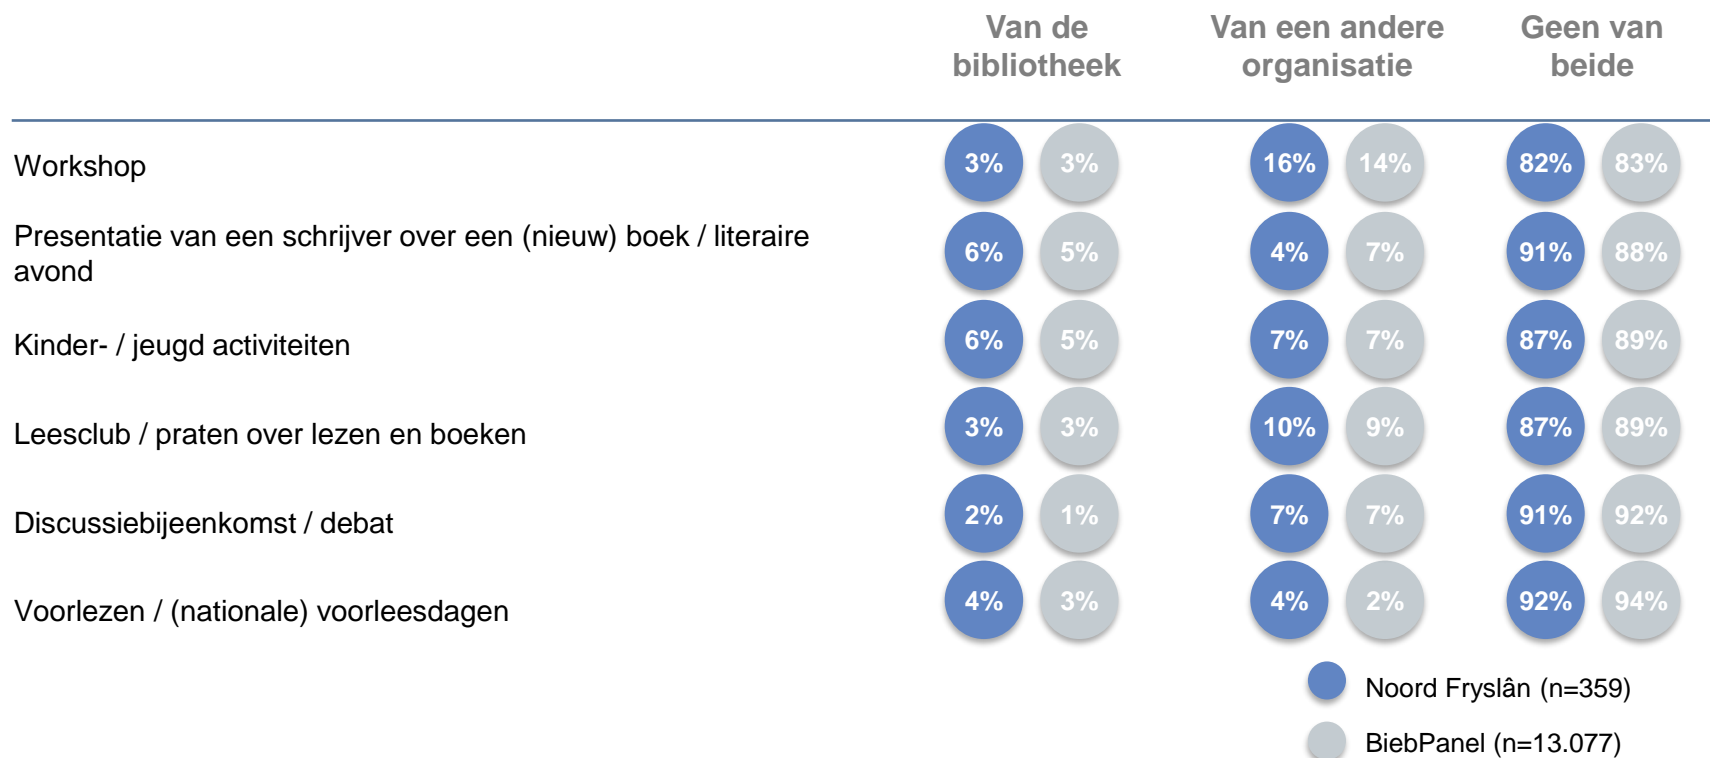 Van de Van een andere Geen van
bibliotheek organisatie beide
Workshop 3% 3% 16% 14% 82% 83%
Presentatie van een schrijver over een (nieuw) boek / literaire
avond 6% 5% 4% 7% 91% 88%
Kinder- / jeugd activiteiten 6% 5% 7% 7% 87% 89%
Leesclub / praten over lezen en boeken 3% 3% 10% 9% 87% 89%
Discussiebijeenkomst / debat 2% 1% 7% 7% 91% 92%
Voorlezen / (nationale) voorleesdagen 4% 3% 4% 2% 92% 94%
Noord Fryslân (n=359)
BiebPanel (n=13.077)